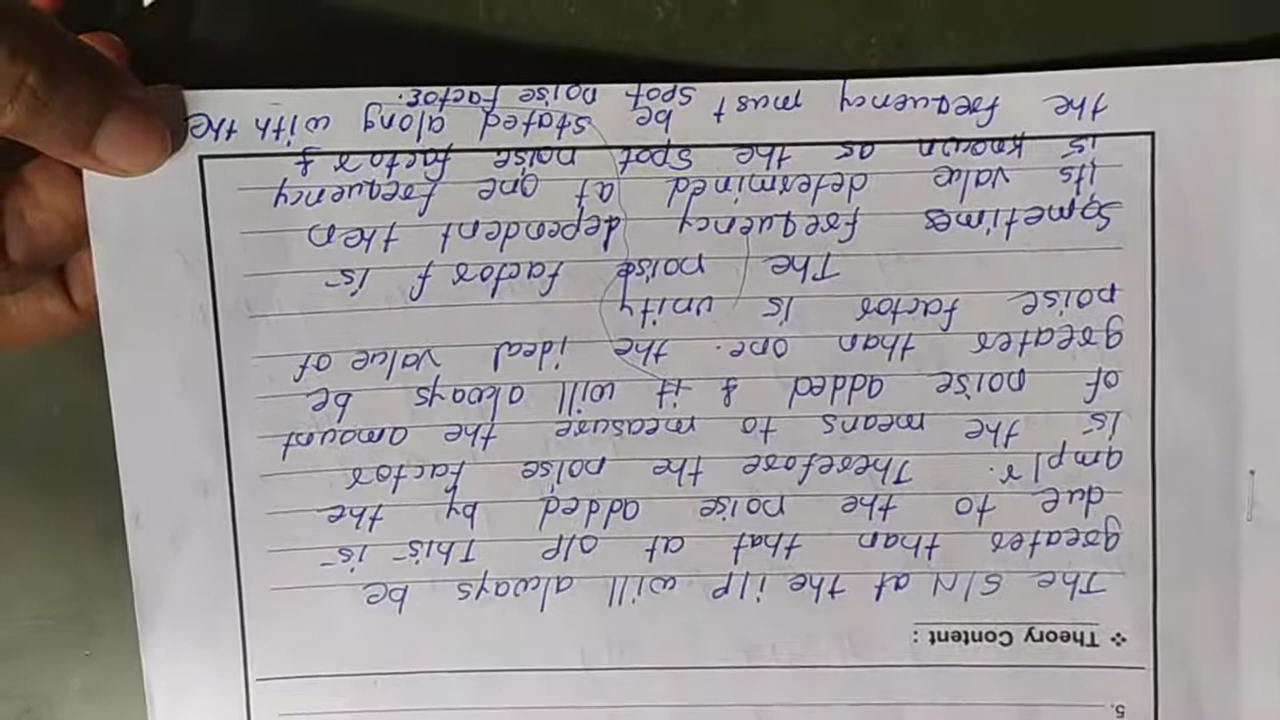 5.
❖ Theory Content :
The S/N at the i/p will always be
greater than that at o/p This is
due to the noise added by the
amplr. Therefore the noise factor
is the means to measure the amount
of noise added & it will always be
greater than one. the ideal value of
noise factor is unity
The noise factor f is
Sometimes frequency dependent then
its value determined at one frequency
is known as the spot noise factor &
the frequency must be stated along with the
spot noise factor.